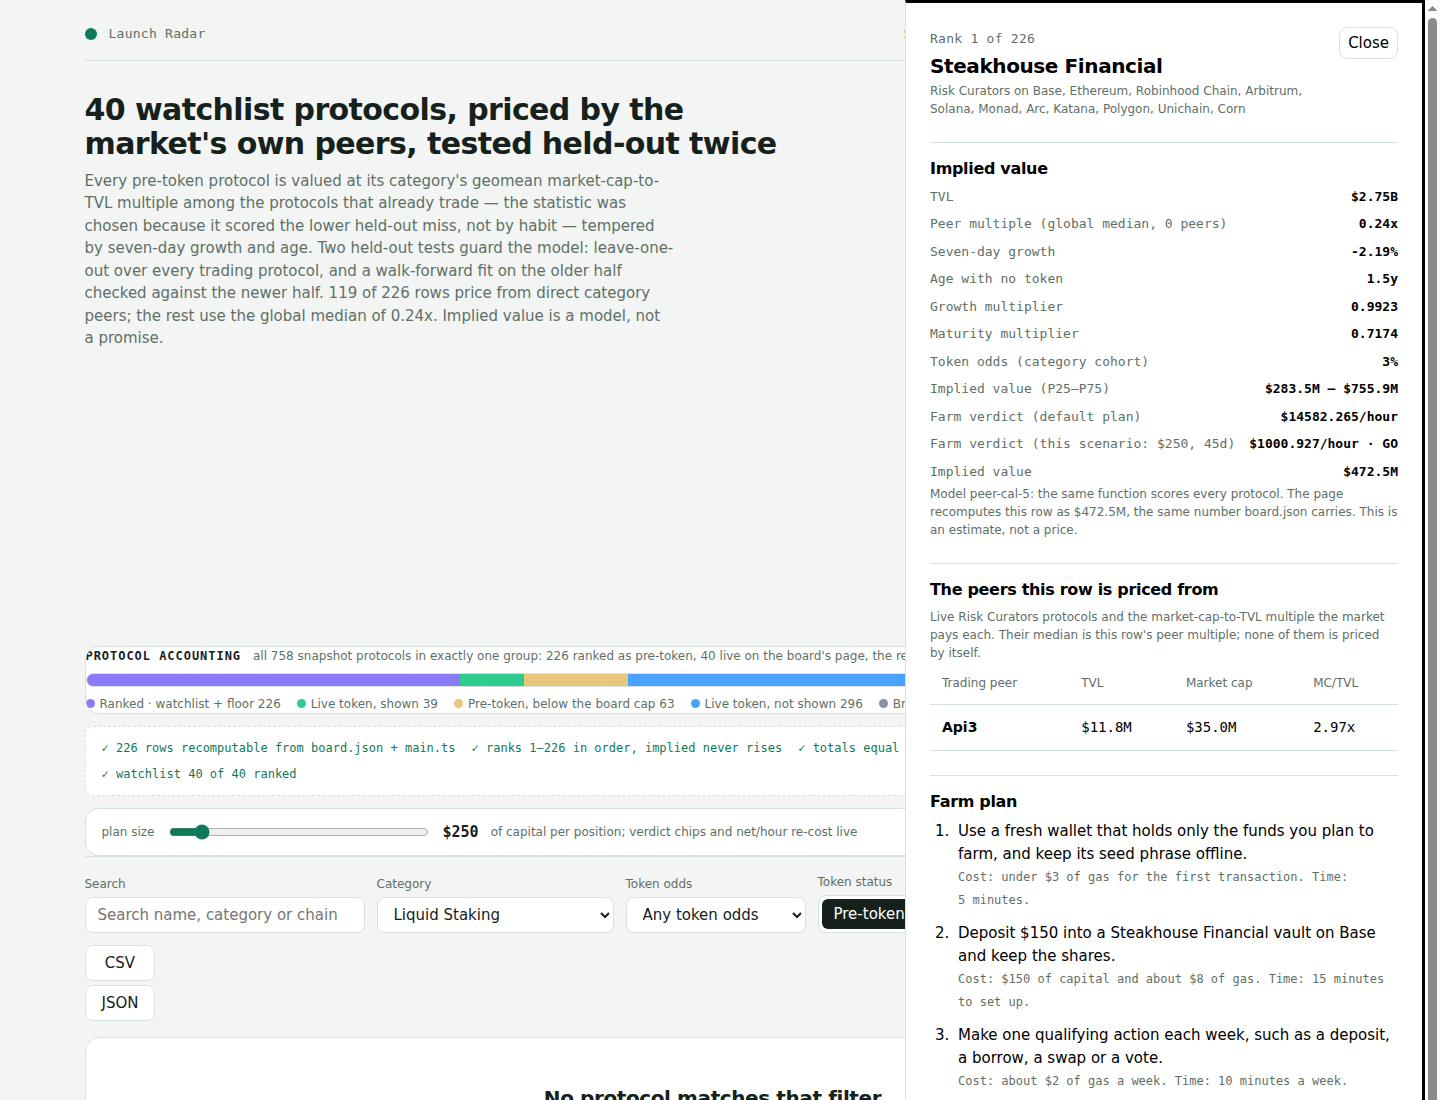 Launch Radar
40 watchlist protocols, priced by the
market's own peers, tested held-out twice
Every pre-token protocol is valued at its category's geomean market-cap-to-
TVL multiple among the protocols that already trade — the statistic was
chosen because it scored the lower held-out miss, not by habit — tempered
by seven-day growth and age. Two held-out tests guard the model: leave-one-
out over every trading protocol, and a walk-forward fit on the older half
checked against the newer half. 119 of 226 rows price from direct category
peers; the rest use the global median of 0.24x. Implied value is a model, not
a promise.
PROTOCOL ACCOUNTING all 758 snapshot protocols in exactly one group: 226 ranked as pre-token, 40 live on the board's page, the re
Ranked · watchlist + floor 226 Live token, shown 39 Pre-token, below the board cap 63 Live token, not shown 296 Br
✓ 226 rows recomputable from board.json + main.ts ✓ ranks 1–226 in order, implied never rises ✓ totals equal
✓ watchlist 40 of 40 ranked
plan size $250 of capital per position; verdict chips and net/hour re-cost live
Search Category Token odds Token status
Search name, category or chain Liquid Staking Any token odds Pre-token
CSV
JSON
No protocol matches that filter
Rank 1 of 226
Close
Steakhouse Financial
Risk Curators on Base, Ethereum, Robinhood Chain, Arbitrum,
Solana, Monad, Arc, Katana, Polygon, Unichain, Corn
Implied value
TVL $2.75B
Peer multiple (global median, 0 peers) 0.24x
Seven-day growth -2.19%
Age with no token 1.5y
Growth multiplier 0.9923
Maturity multiplier 0.7174
Token odds (category cohort) 3%
Implied value (P25–P75) $283.5M — $755.9M
Farm verdict (default plan) $14582.265/hour
Farm verdict (this scenario: $250, 45d) $1000.927/hour · GO
Implied value $472.5M
Model peer-cal-5: the same function scores every protocol. The page
recomputes this row as $472.5M, the same number board.json carries. This is
an estimate, not a price.
The peers this row is priced from
Live Risk Curators protocols and the market-cap-to-TVL multiple the market
pays each. Their median is this row's peer multiple; none of them is priced
by itself.
Trading peer TVL Market cap MC/TVL
Api3 $11.8M $35.0M 2.97x
Farm plan
1. Use a fresh wallet that holds only the funds you plan to
farm, and keep its seed phrase offline.
Cost: under $3 of gas for the first transaction. Time:
5 minutes.
2. Deposit $150 into a Steakhouse Financial vault on Base
and keep the shares.
Cost: $150 of capital and about $8 of gas. Time: 15 minutes
to set up.
3. Make one qualifying action each week, such as a deposit,
a borrow, a swap or a vote.
Cost: about $2 of gas a week. Time: 10 minutes a week.